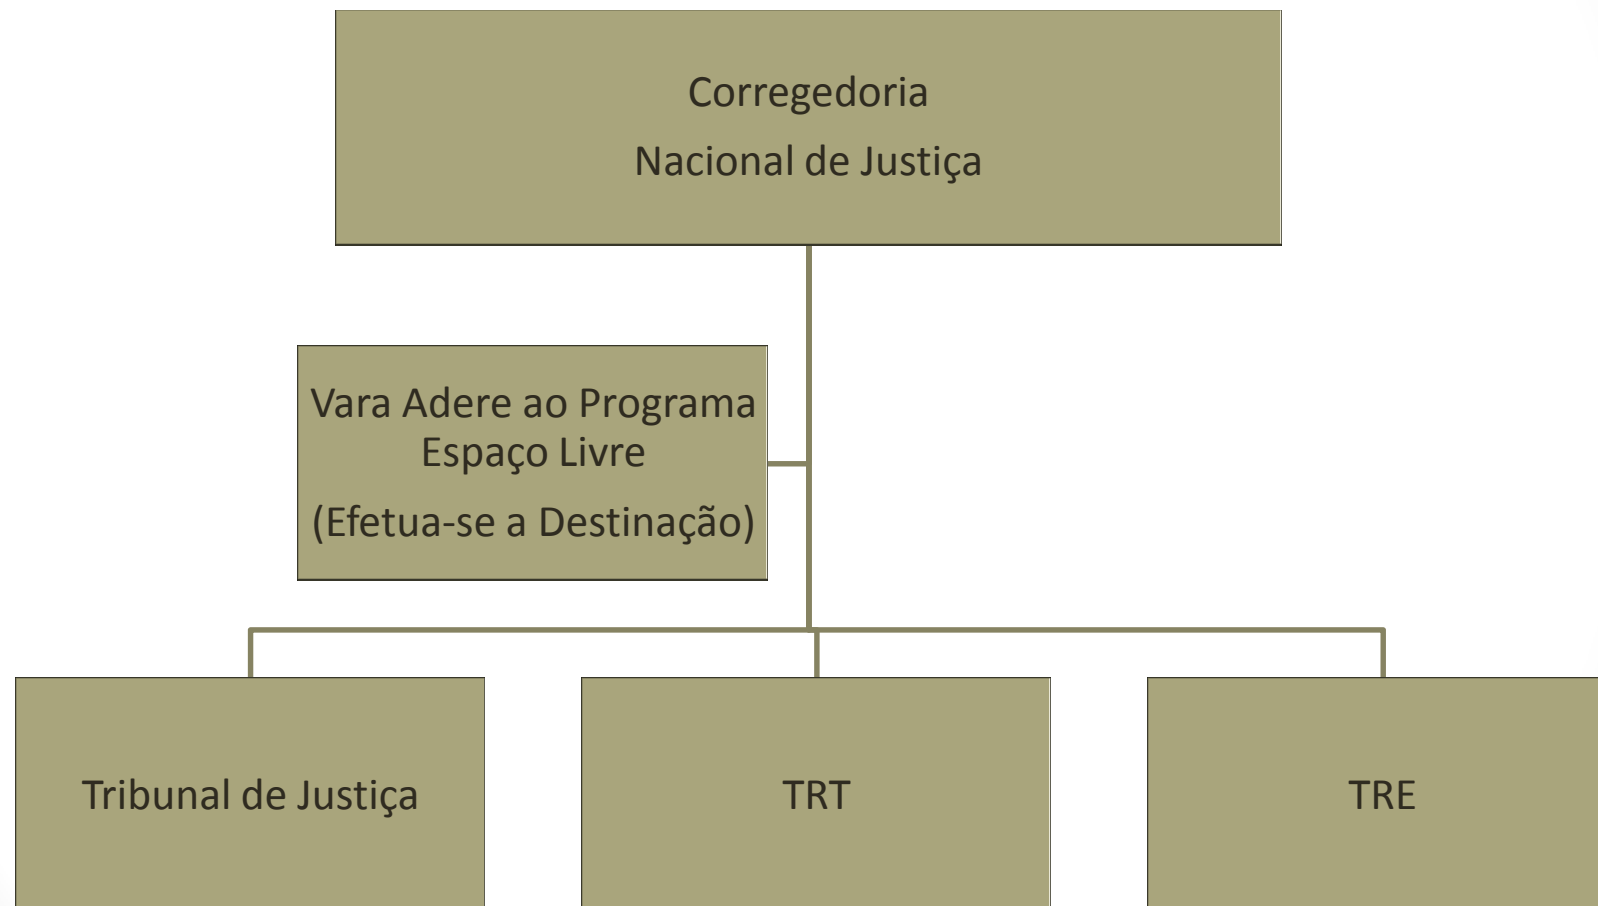 Corregedoria
Nacional de Justiça
Vara Adere ao Programa
Espaço Livre
(Efetua-se a Destinação)
Tribunal de Justiça
TRT
TRE